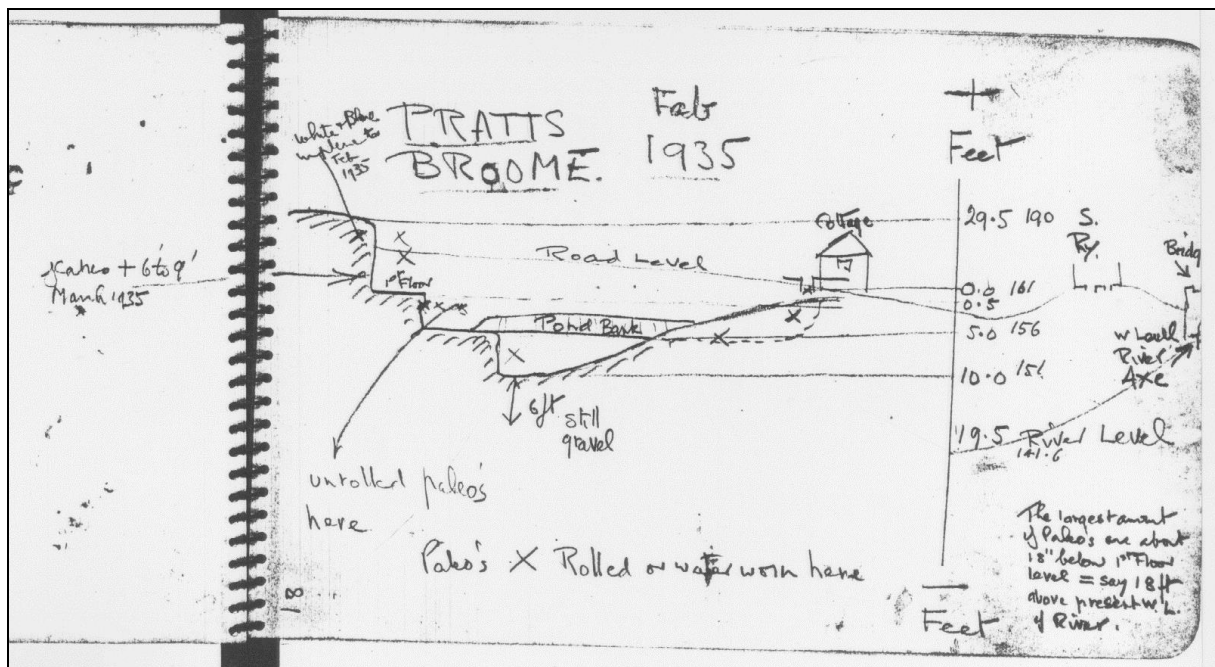 PRATTS
BROOME.
Feb
1935
White + Blue
implements
Feb
1935
Feet
29.5 190
S.
Ry.
Cottage
Bridg
Road Level
+ 6' to 9'
March 1935
1st Floor
0.0 161
0.5
Pond Bank
5.0 156
W Level
River
AXE
10.0 151
6ft still
gravel
19.5 River Level
141.6
unrolled paleo's
here
The largest amount
of Paleo's are about
18" below 1st Floor
level = say 18 ft
above present W.L.
of River.
Paleo's X Rolled or water worn here
Feet
18